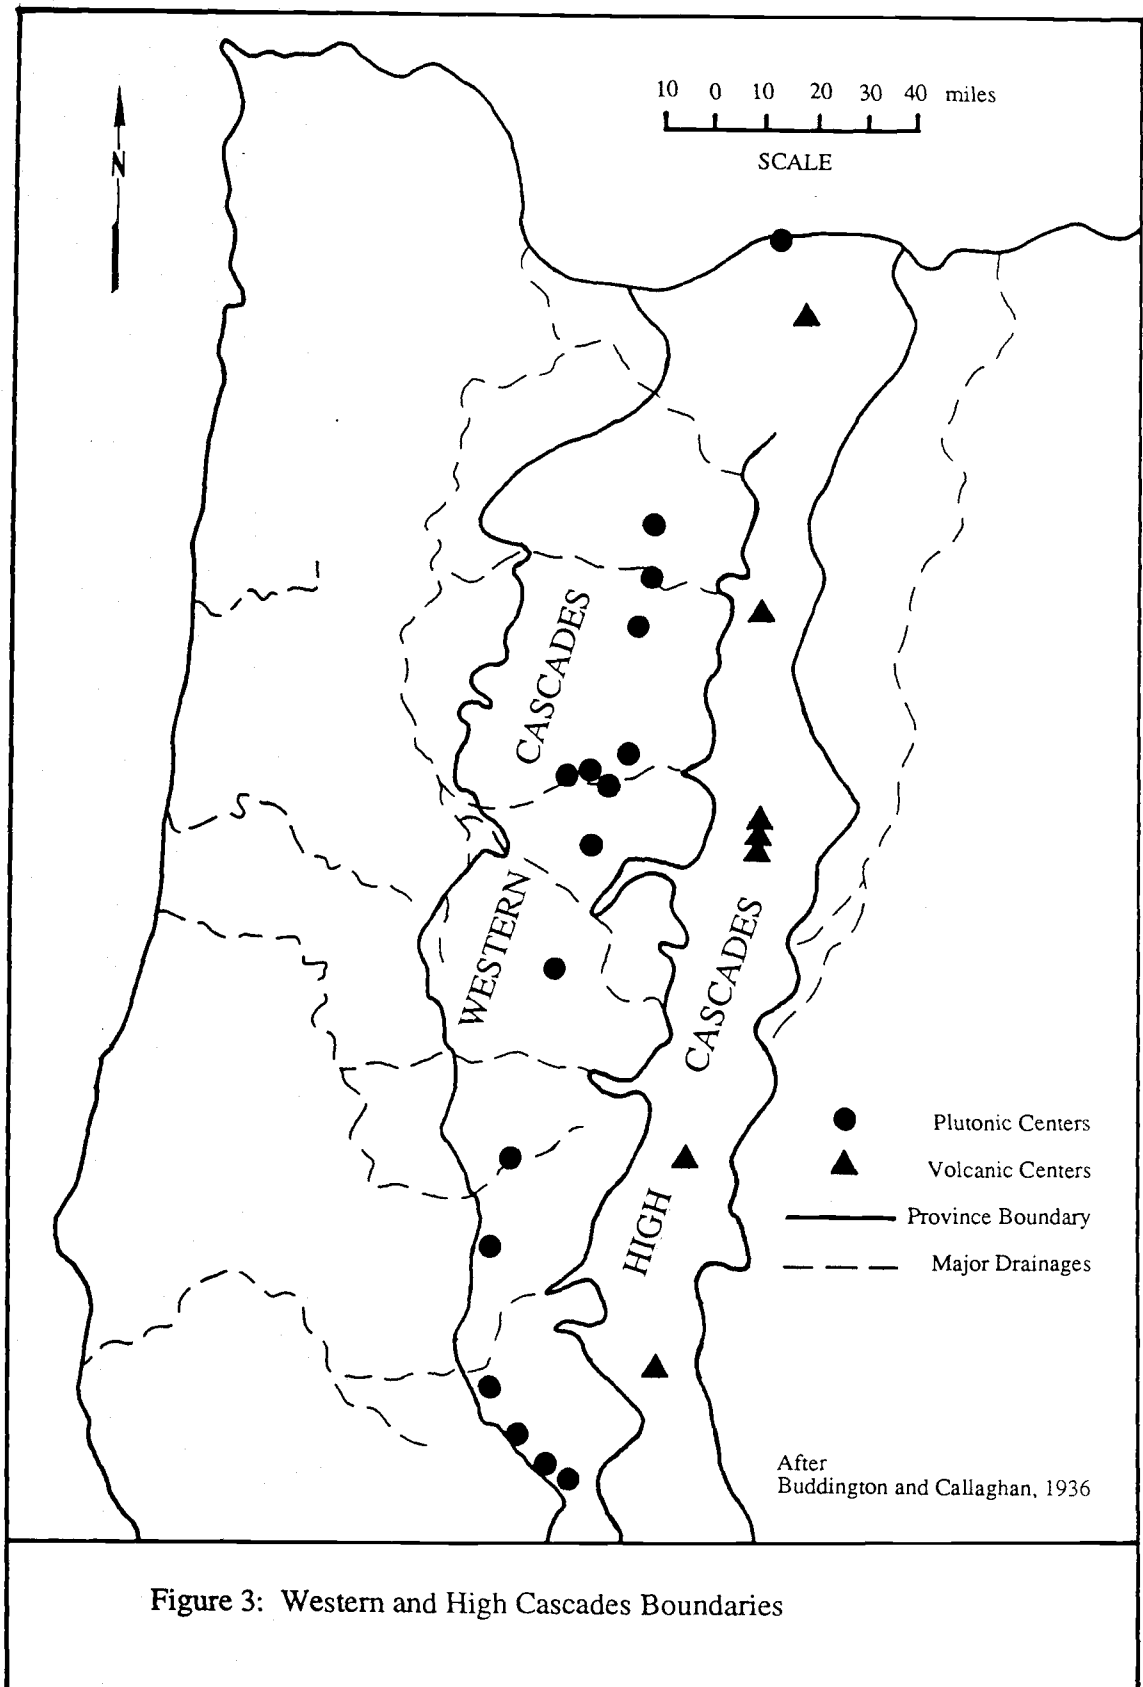 10 0 10 20 30 40 miles
SCALE
N
CASCADES
WESTERN
CASCADES
HIGH
Plutonic Centers
Volcanic Centers
Province Boundary
Major Drainages
After
Buddington and Callaghan, 1936
Figure 3: Western and High Cascades Boundaries